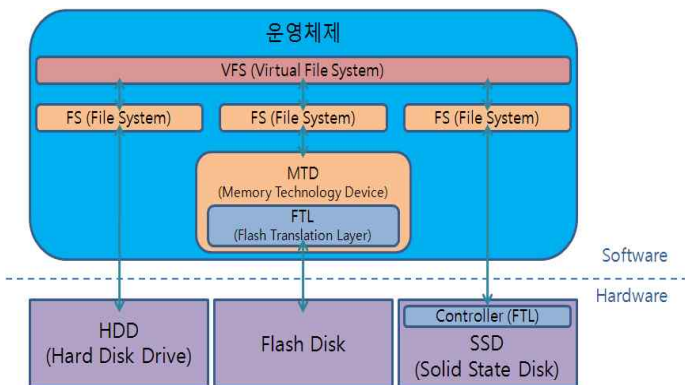 운영체제
VFS (Virtual File System)
FS (File System)
FS (File System)
FS (File System)
MTD
(Memory Technology Device)
FTL
(Flash Translation Layer)
Software
Hardware
HDD
(Hard Disk Drive)
Flash Disk
Controller (FTL)
SSD
(Solid State Disk)